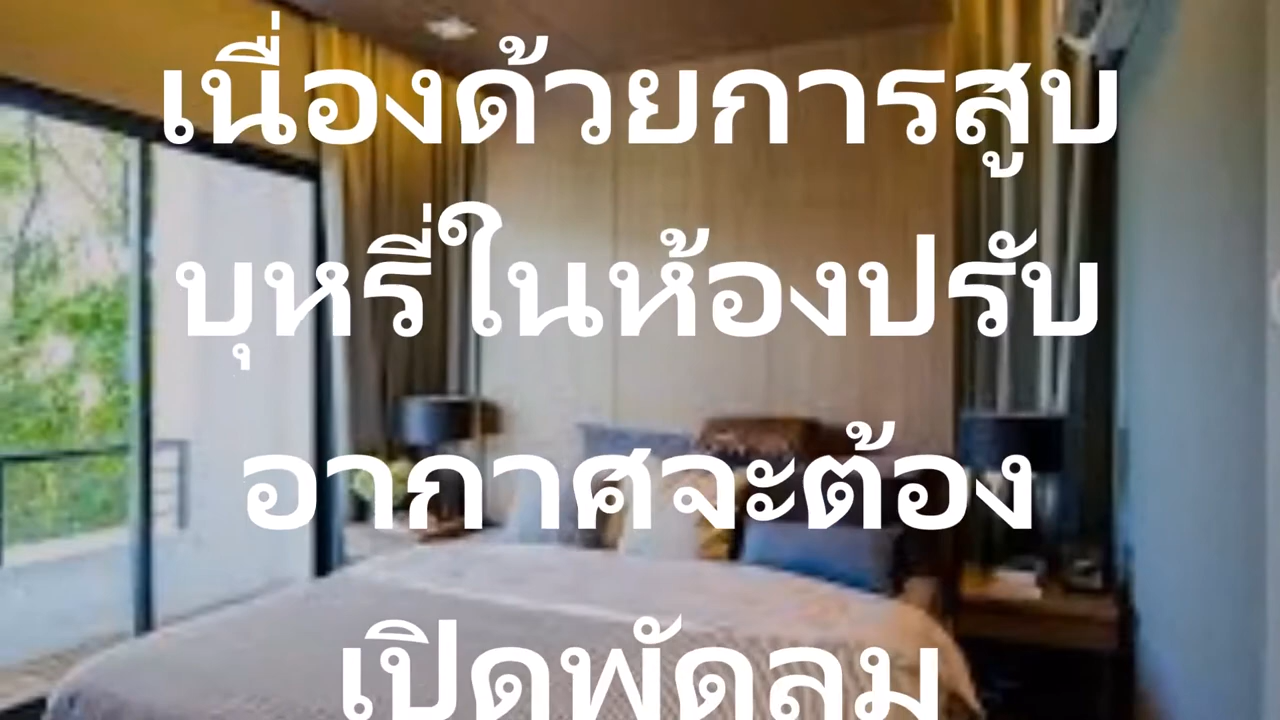 เนื่องด้วยการสูบ
บุหรี่ในห้องปรับ
อากาศจะต้อง
เปิดพัดลม